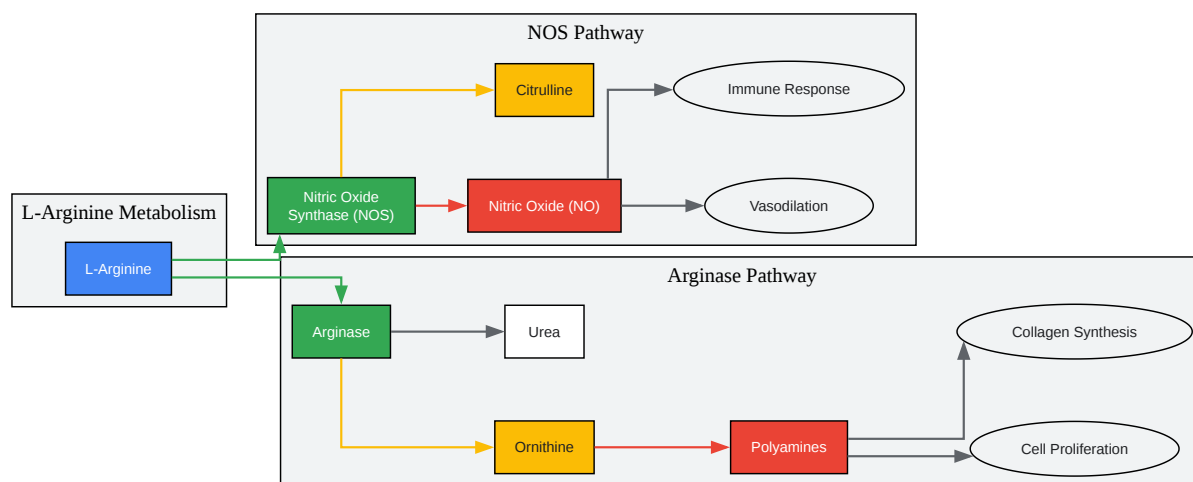 NOS Pathway
Citrulline
Immune Response
Nitric Oxide
Synthase (NOS)
Nitric Oxide (NO)
Vasodilation
L-Arginine Metabolism
L-Arginine
Arginase Pathway
Arginase
Urea
Collagen Synthesis
Ornithine
Polyamines
Cell Proliferation